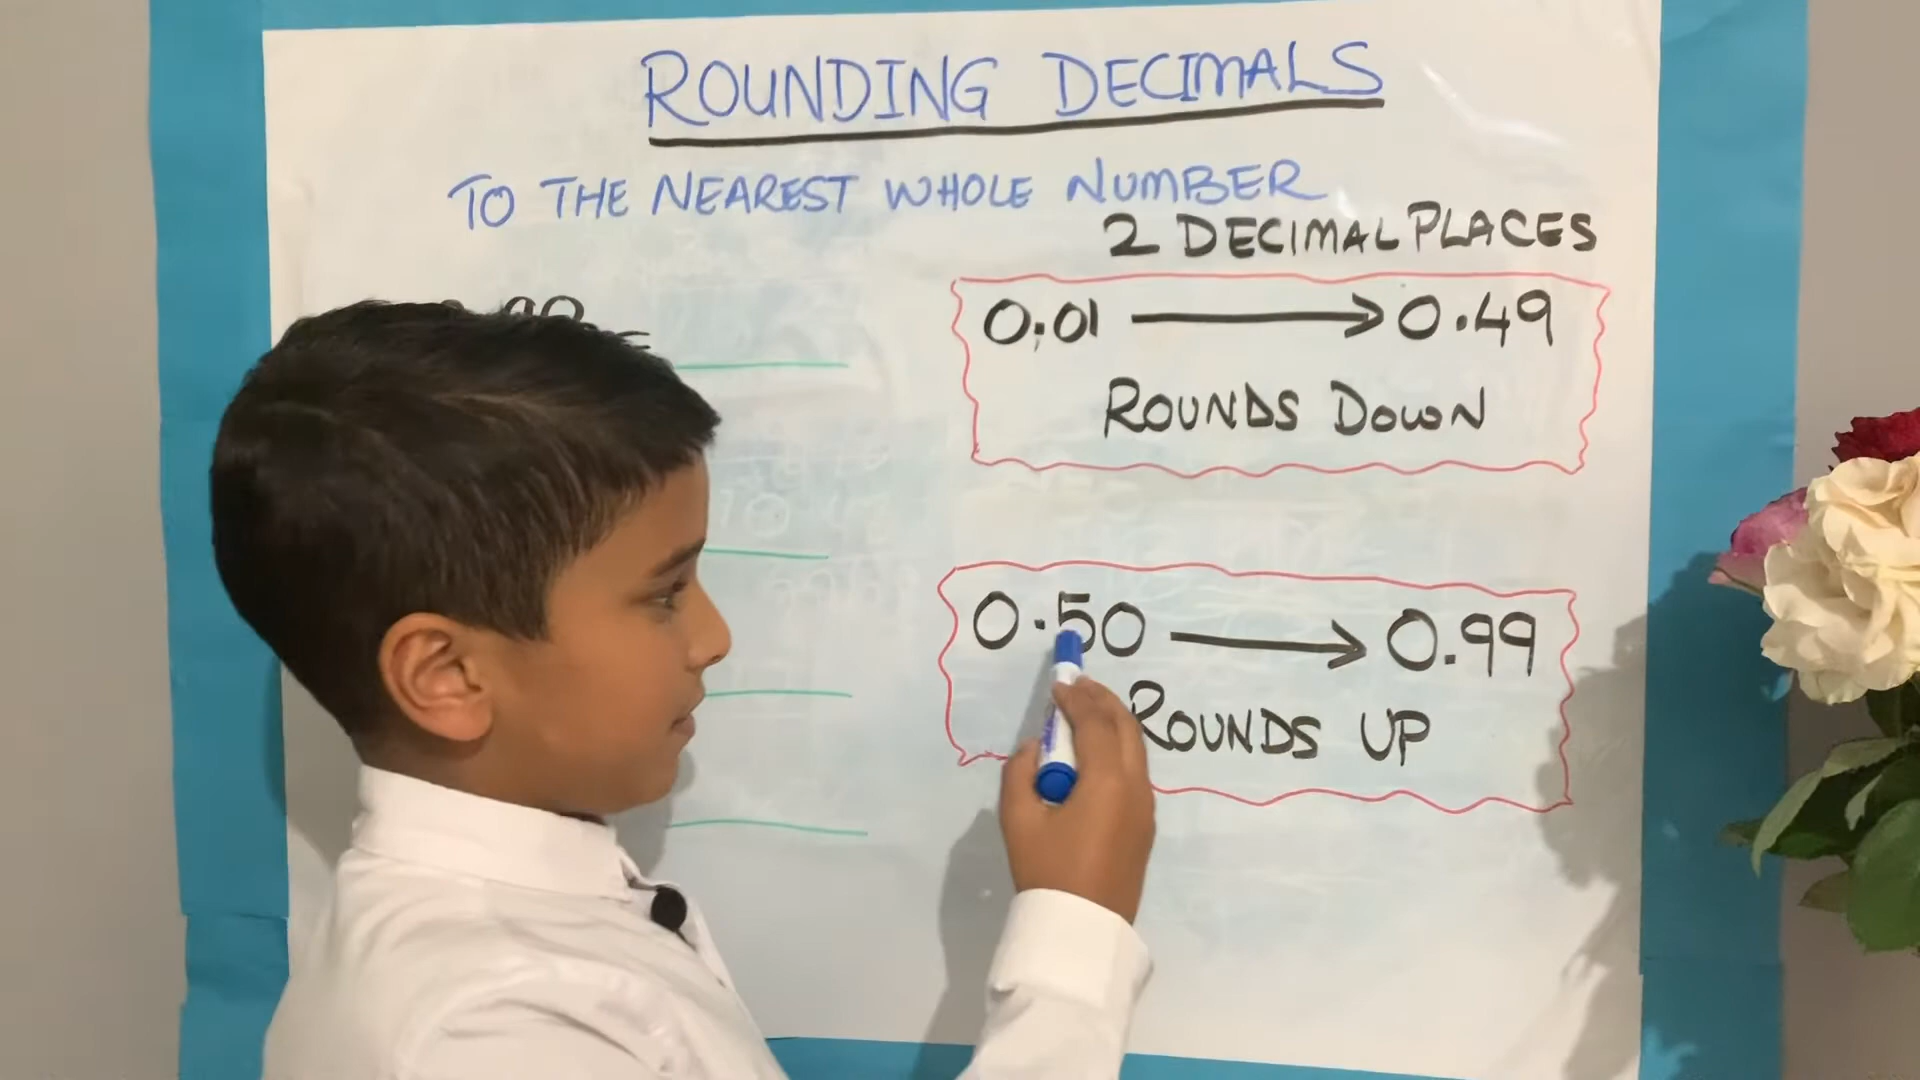 ROUNDING DECIMALS
TO THE NEAREST WHOLE NUMBER
2 DECIMAL PLACES
0.01 → 0.49
ROUNDS DOWN
0.50 → 0.99
ROUNDS UP